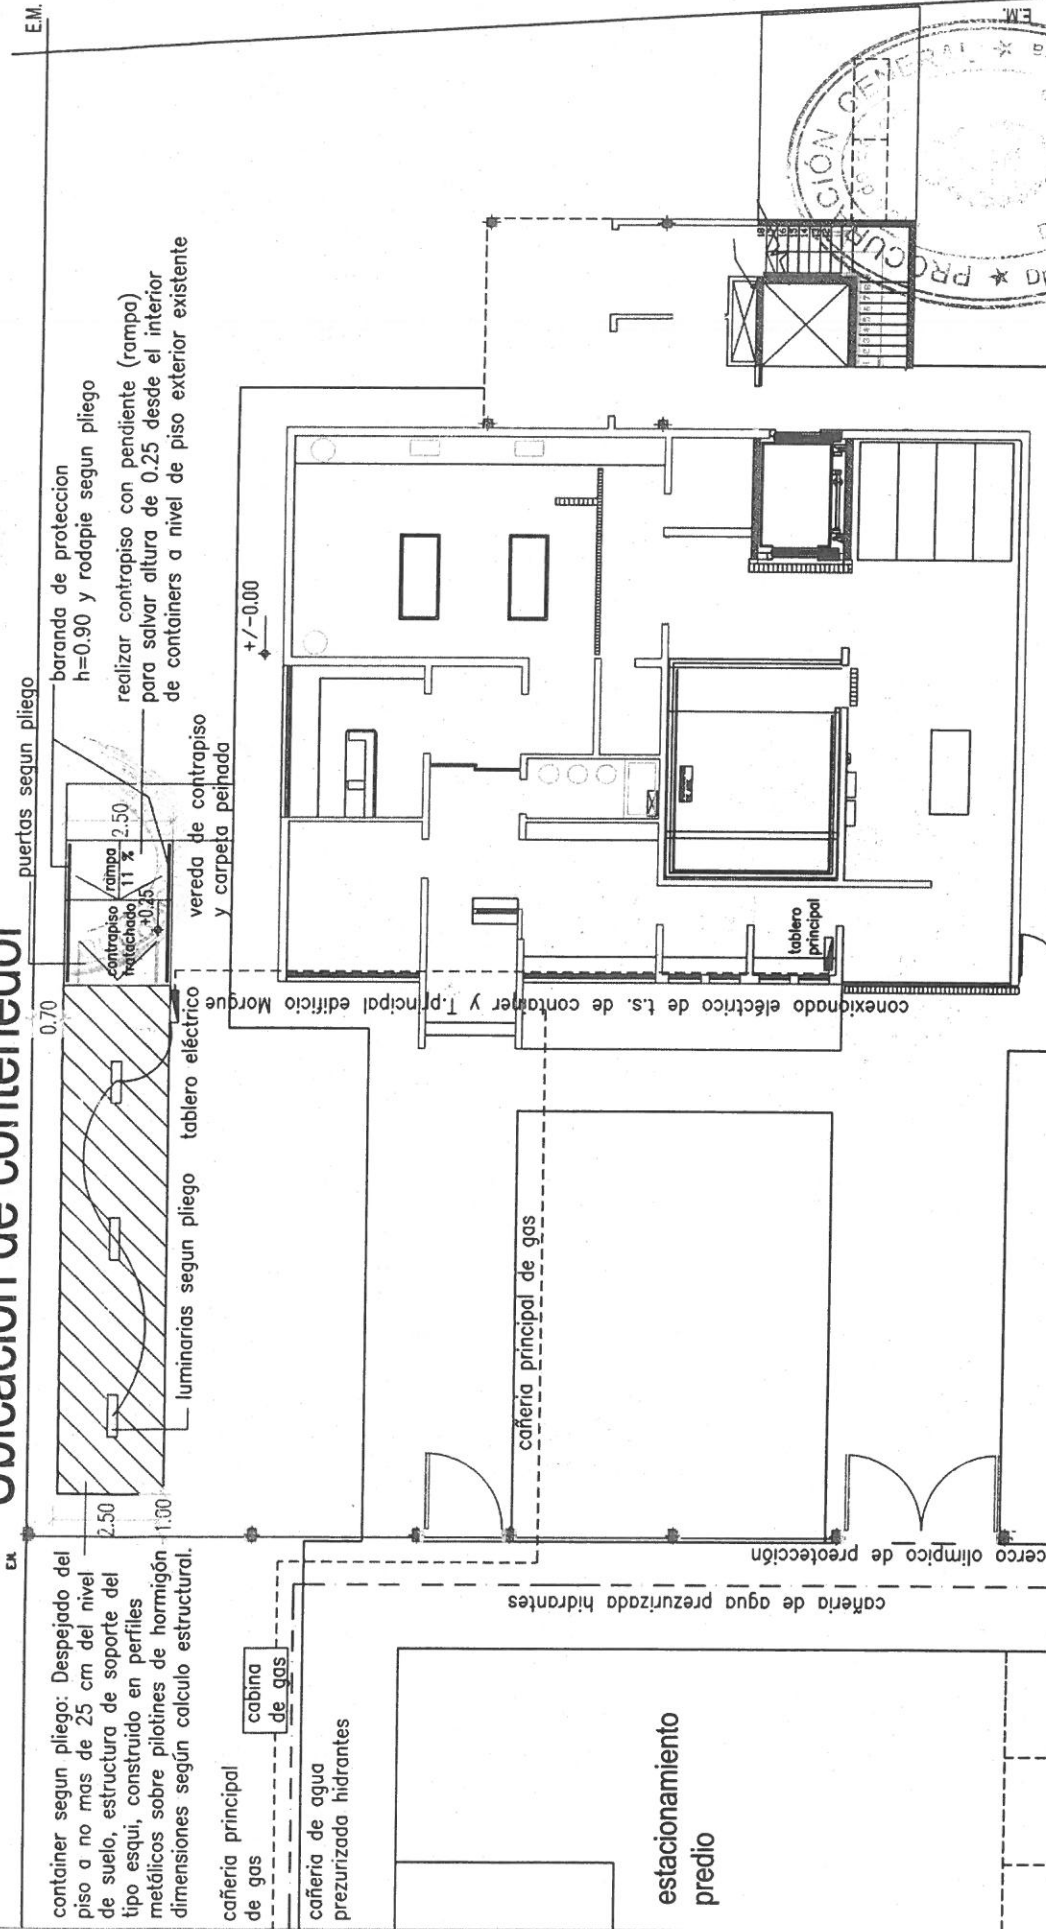 Ubicación de contenedor
E.M.
E.M.
E.M.
puertas segun pliego
baranda de proteccion
h=0.90 y rodapie segun pliego
realizar contrapiso con pendiente (rampa)
para salvar altura de 0.25 desde el interior
de containers a nivel de piso exterior existente
0.70
contrapiso
fratachado
rampa
11 %
+0.25
2.50
vereda de contrapiso
y carpeta peinada
+/-0.00
container segun pliego: Despejado del
piso a no mas de 25 cm del nivel
de suelo, estructura de soporte del
tipo esqui, construido en perfiles
metálicos sobre pilotines de hormigón
dimensiones según calculo estructural.
2.50
1.00
luminarias segun pliego
tablero eléctrico
conexionado eléctrico de t.s. de container y T.principal edificio Morgue
tablero
principal
cañeria principal
de gas
cabina
de gas
cañeria de agua
prezurizada hidrantes
cañeria principal de gas
cañeria de agua prezurizada hidrantes
cerco olimpico de preotección
estacionamiento
predio
PROCURACIÓN GENERAL